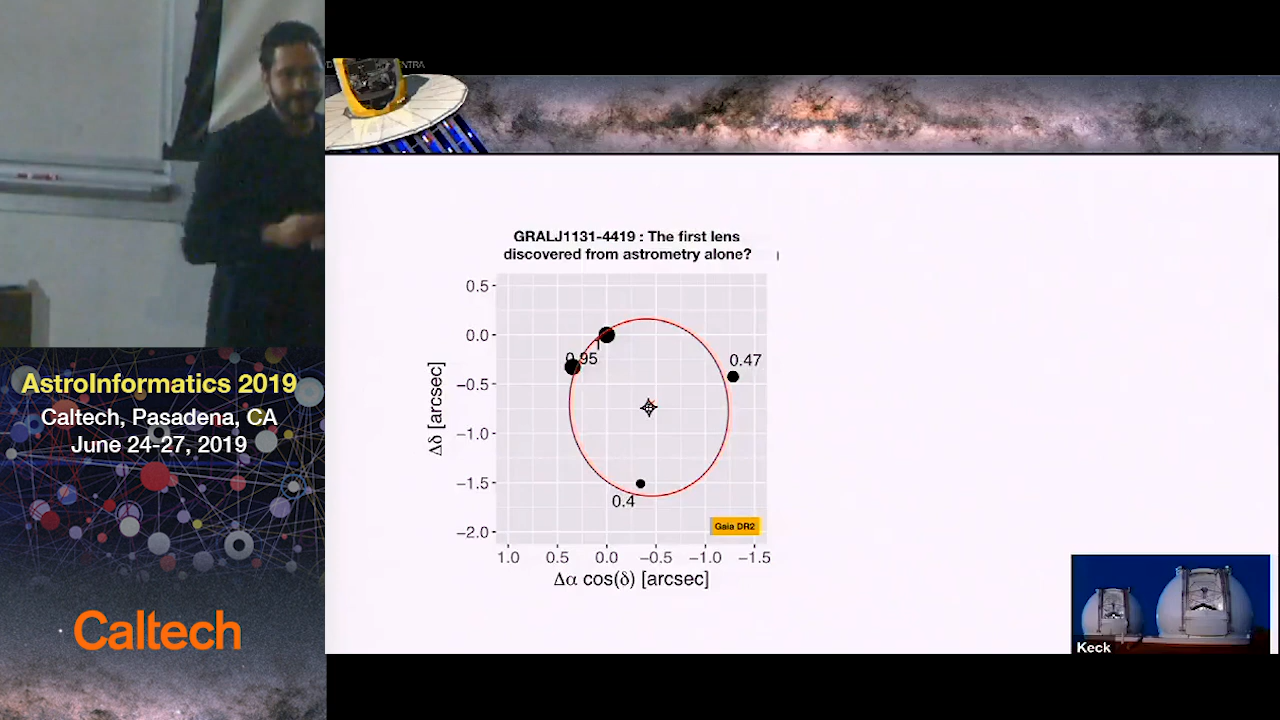 AstroInformatics 2019
Caltech, Pasadena, CA
June 24-27, 2019
Caltech
NTRA
GRALJ1131-4419 : The first lens
discovered from astrometry alone?
0.5
0.0
−0.5
−1.0
−1.5
−2.0
Δδ [arcsec]
1
0.95
0.47
0.4
Gaia DR2
1.0
0.5
0.0
−0.5
−1.0
−1.5
Δα cos(δ) [arcsec]
Keck